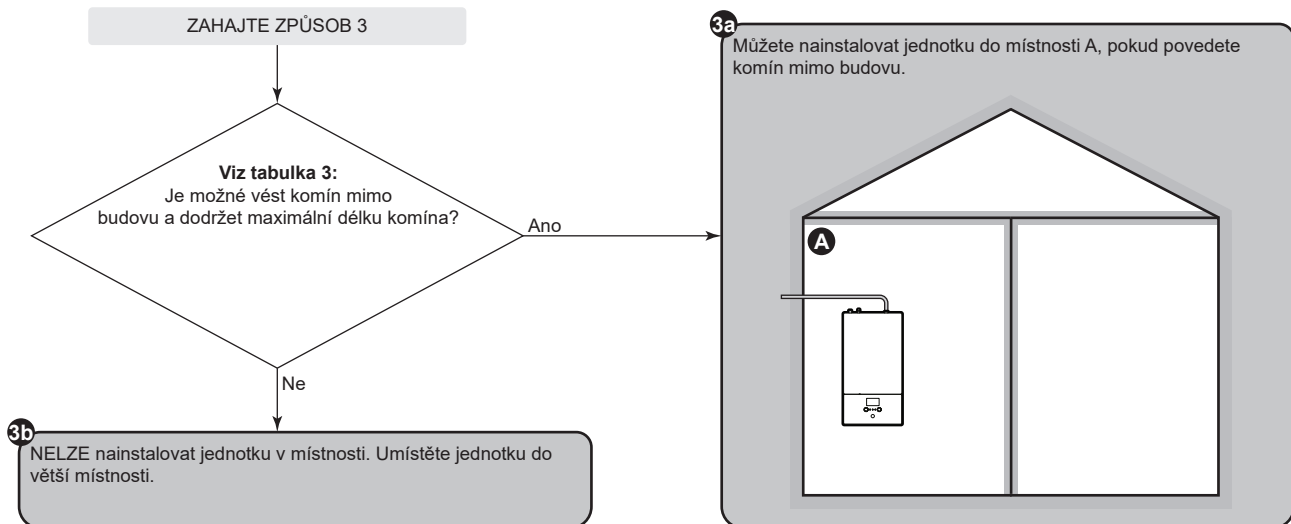 ZAHAJTE ZPŮSOB 3
Viz tabulka 3:
Je možné vést komín mimo
budovu a dodržet maximální délku komína?
Ano
Ne
3a
Můžete nainstalovat jednotku do místnosti A, pokud povedete
komín mimo budovu.
A
3b
NELZE nainstalovat jednotku v místnosti. Umístěte jednotku do
větší místnosti.